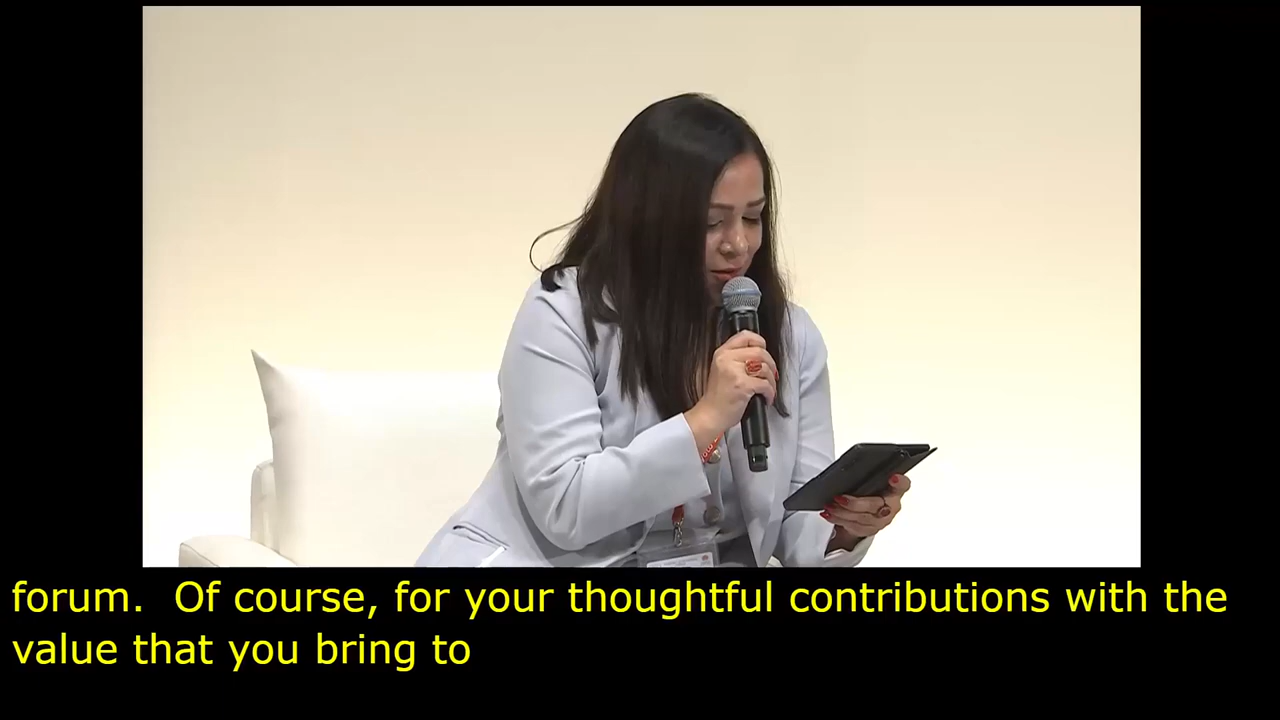 forum.  Of course, for your thoughtful contributions with the
value that you bring to